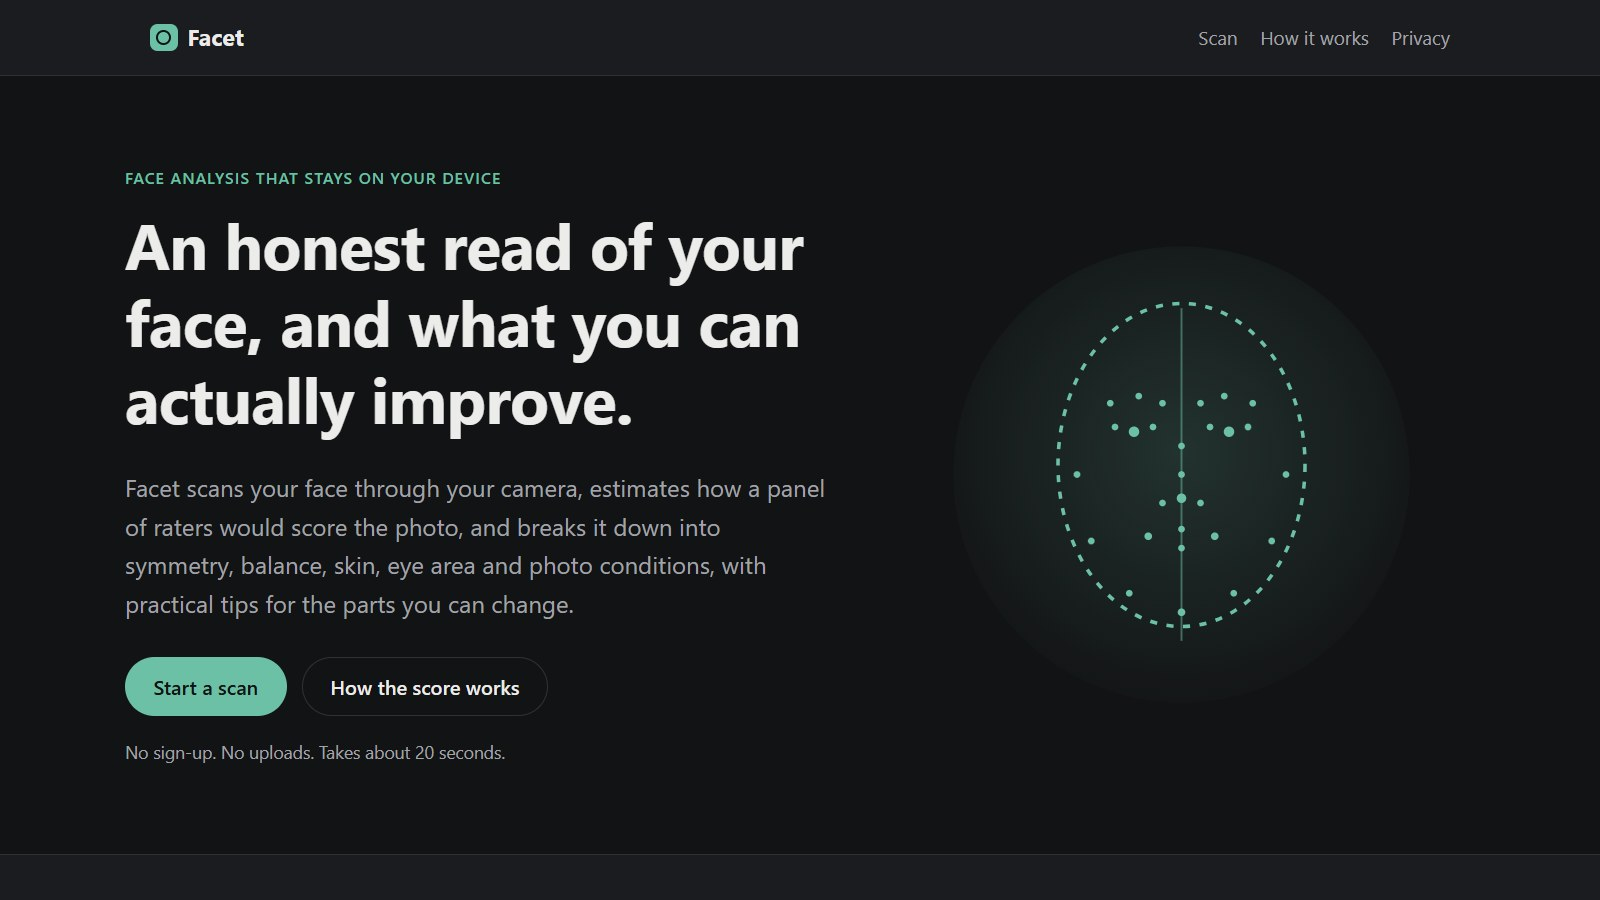 Facet
Scan
How it works
Privacy
FACE ANALYSIS THAT STAYS ON YOUR DEVICE
An honest read of your
face, and what you can
actually improve.
Facet scans your face through your camera, estimates how a panel
of raters would score the photo, and breaks it down into
symmetry, balance, skin, eye area and photo conditions, with
practical tips for the parts you can change.
Start a scan
How the score works
No sign-up. No uploads. Takes about 20 seconds.